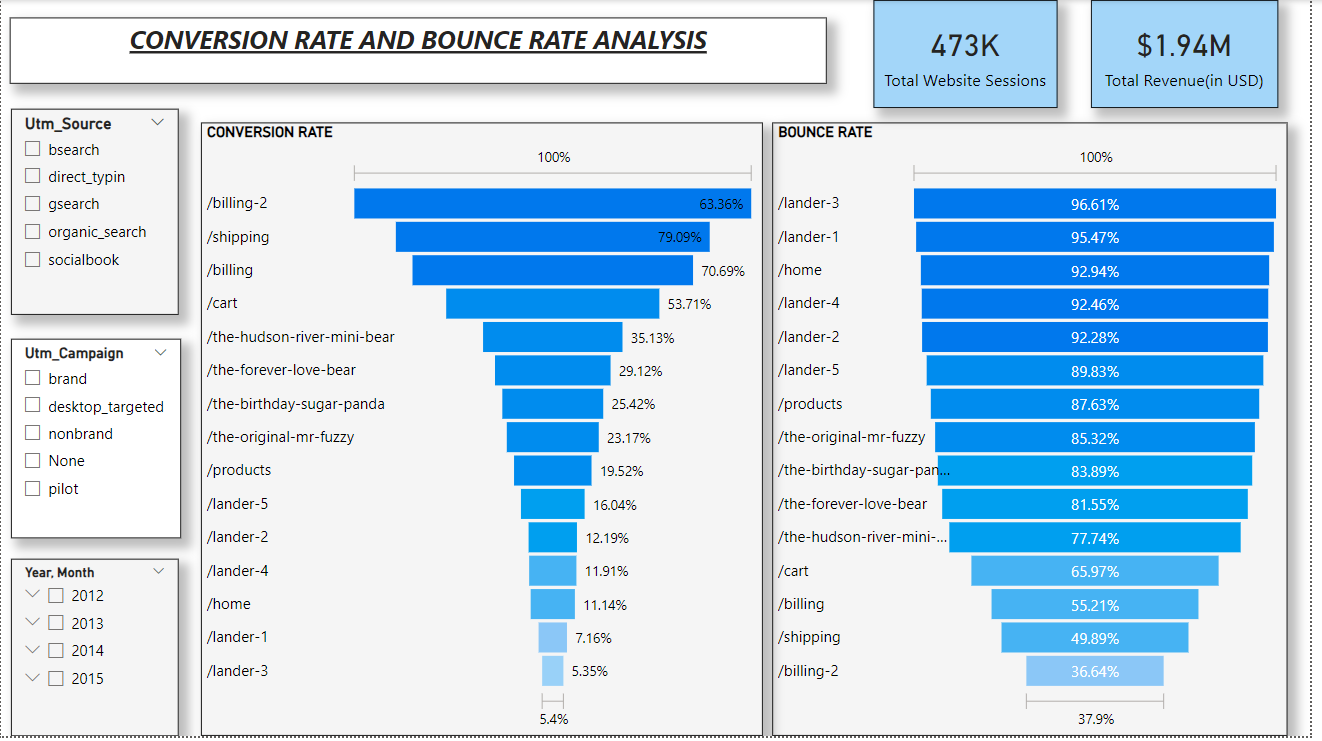 CONVERSION RATE AND BOUNCE RATE ANALYSIS
473K
Total Website Sessions
$1.94M
Total Revenue(in USD)
Utm_Source
bsearch
direct_typin
gsearch
organic_search
socialbook
Utm_Campaign
brand
desktop_targeted
nonbrand
None
pilot
Year, Month
2012
2013
2014
2015
CONVERSION RATE
100%
/billing-2 63.36%
/shipping 79.09%
/billing 70.69%
/cart 53.71%
/the-hudson-river-mini-bear 35.13%
/the-forever-love-bear 29.12%
/the-birthday-sugar-panda 25.42%
/the-original-mr-fuzzy 23.17%
/products 19.52%
/lander-5 16.04%
/lander-2 12.19%
/lander-4 11.91%
/home 11.14%
/lander-1 7.16%
/lander-3 5.35%
5.4%
BOUNCE RATE
100%
/lander-3 96.61%
/lander-1 95.47%
/home 92.94%
/lander-4 92.46%
/lander-2 92.28%
/lander-5 89.83%
/products 87.63%
/the-original-mr-fuzzy 85.32%
/the-birthday-sugar-pan... 83.89%
/the-forever-love-bear 81.55%
/the-hudson-river-mini-... 77.74%
/cart 65.97%
/billing 55.21%
/shipping 49.89%
/billing-2 36.64%
37.9%